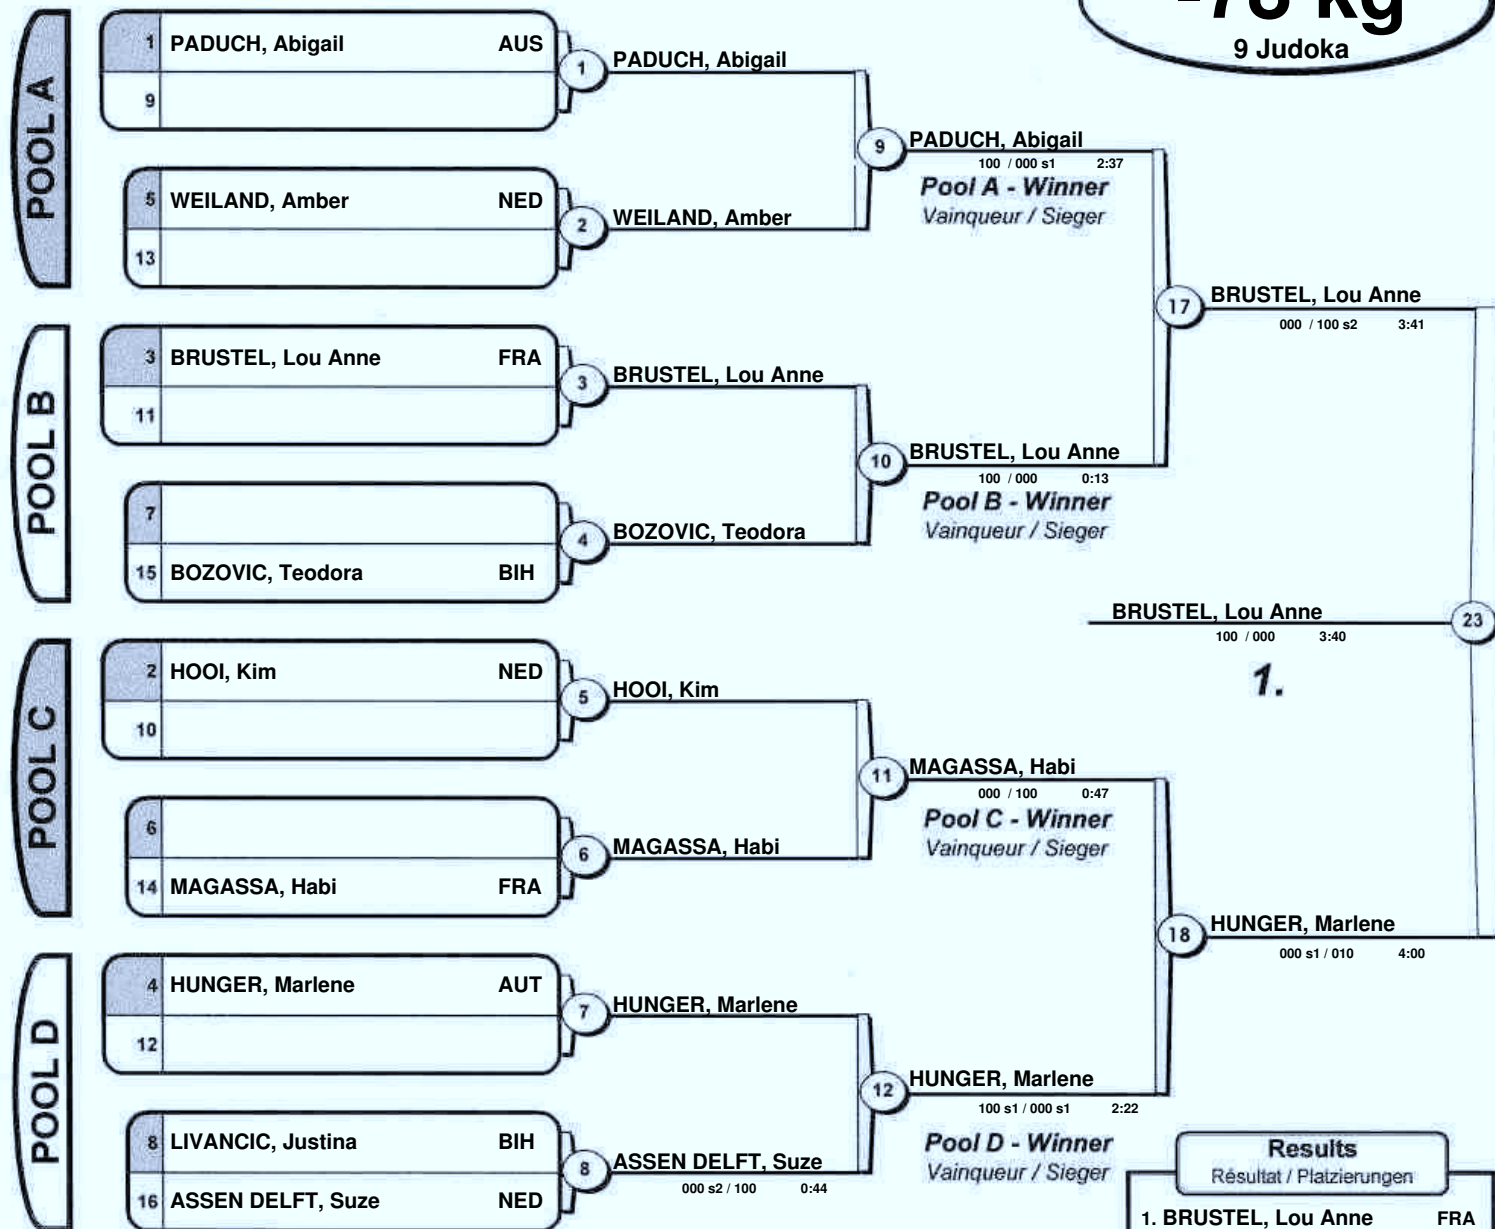 -78 kg
9 Judoka
POOL A
1 PADUCH, Abigail AUS
9
1 PADUCH, Abigail
5 WEILAND, Amber NED
13
2 WEILAND, Amber
9 PADUCH, Abigail
100 / 000 s1 2:37
Pool A - Winner
Vainqueur / Sieger
POOL B
3 BRUSTEL, Lou Anne FRA
11
3 BRUSTEL, Lou Anne
7
15 BOZOVIC, Teodora BIH
4 BOZOVIC, Teodora
10 BRUSTEL, Lou Anne
100 / 000 0:13
Pool B - Winner
Vainqueur / Sieger
17 BRUSTEL, Lou Anne
000 / 100 s2 3:41
BRUSTEL, Lou Anne 23
100 / 000 3:40
1.
POOL C
2 HOOI, Kim NED
10
5 HOOI, Kim
6
14 MAGASSA, Habi FRA
6 MAGASSA, Habi
11 MAGASSA, Habi
000 / 100 0:47
Pool C - Winner
Vainqueur / Sieger
18 HUNGER, Marlene
000 s1 / 010 4:00
POOL D
4 HUNGER, Marlene AUT
12
7 HUNGER, Marlene
8 LIVANCIC, Justina BIH
16 ASSEN DELFT, Suze NED
8 ASSEN DELFT, Suze
000 s2 / 100 0:44
12 HUNGER, Marlene
100 s1 / 000 s1 2:22
Pool D - Winner
Vainqueur / Sieger
Results
Résultat / Platzierungen
1. BRUSTEL, Lou Anne FRA